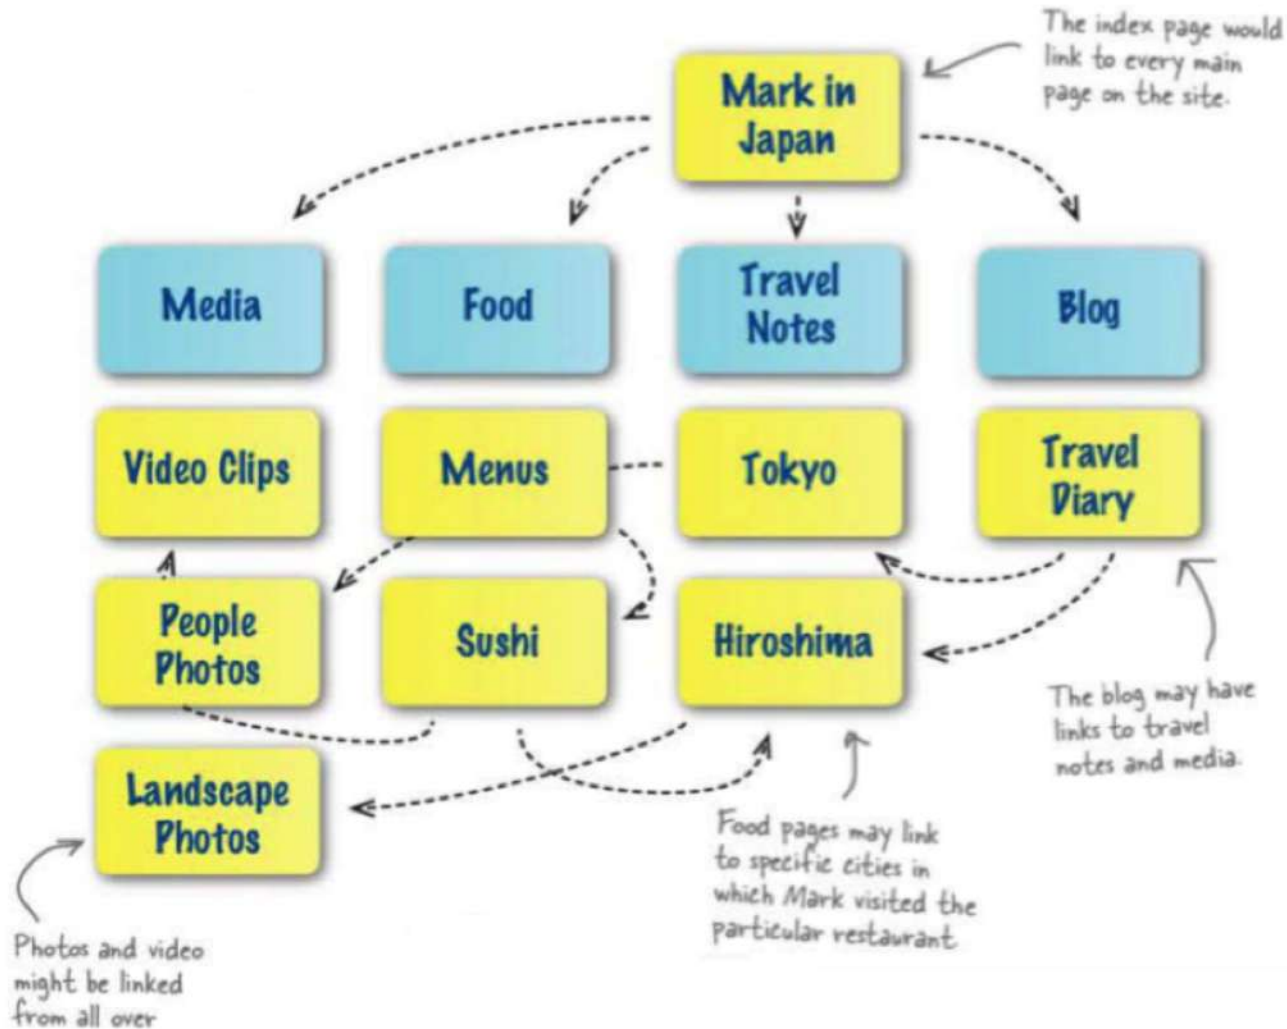 The index page would
link to every main
page on the site.
Mark in
Japan
Media
Food
Travel
Notes
Blog
Video Clips
Menus
Tokyo
Travel
Diary
People
Photos
Sushi
Hiroshima
The blog may have
links to travel
notes and media.
Landscape
Photos
Food pages may link
to specific cities in
which Mark visited the
particular restaurant
Photos and video
might be linked
from all over